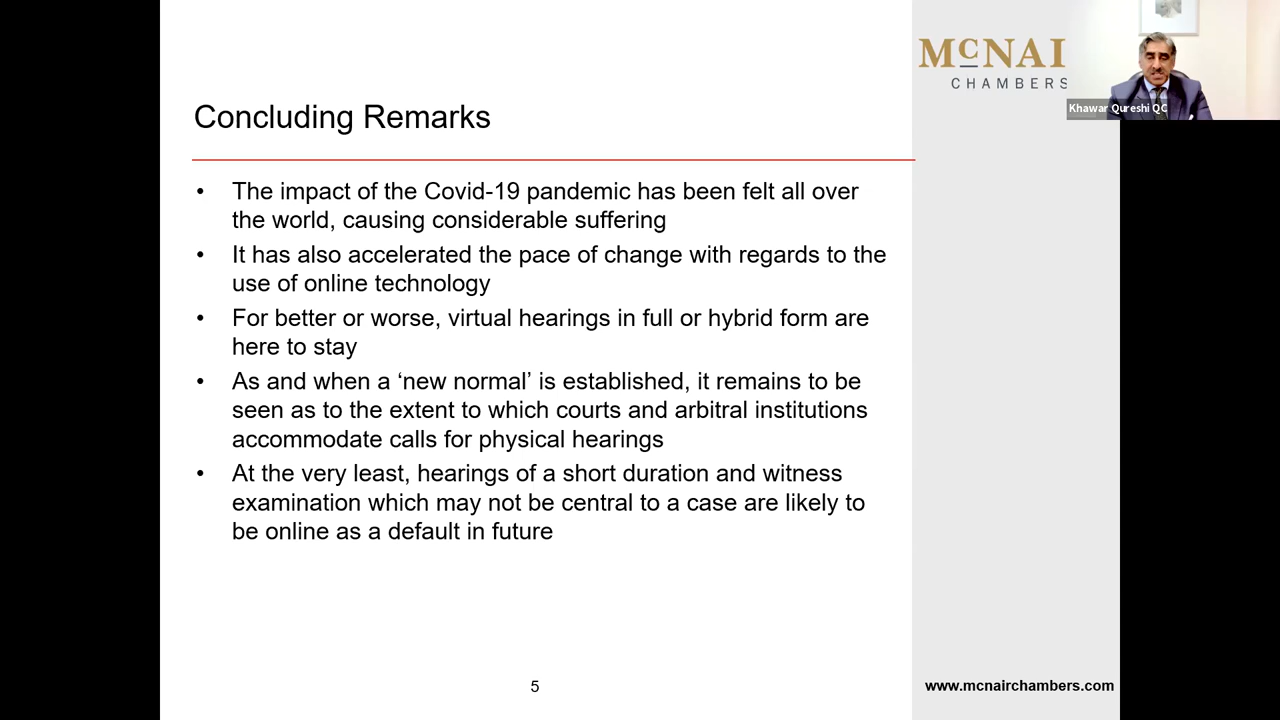 McNAI
CHAMBERS
Khawar Qureshi QC
Concluding Remarks
• The impact of the Covid-19 pandemic has been felt all over
the world, causing considerable suffering
• It has also accelerated the pace of change with regards to the
use of online technology
• For better or worse, virtual hearings in full or hybrid form are
here to stay
• As and when a ‘new normal’ is established, it remains to be
seen as to the extent to which courts and arbitral institutions
accommodate calls for physical hearings
• At the very least, hearings of a short duration and witness
examination which may not be central to a case are likely to
be online as a default in future
5
www.mcnairchambers.com